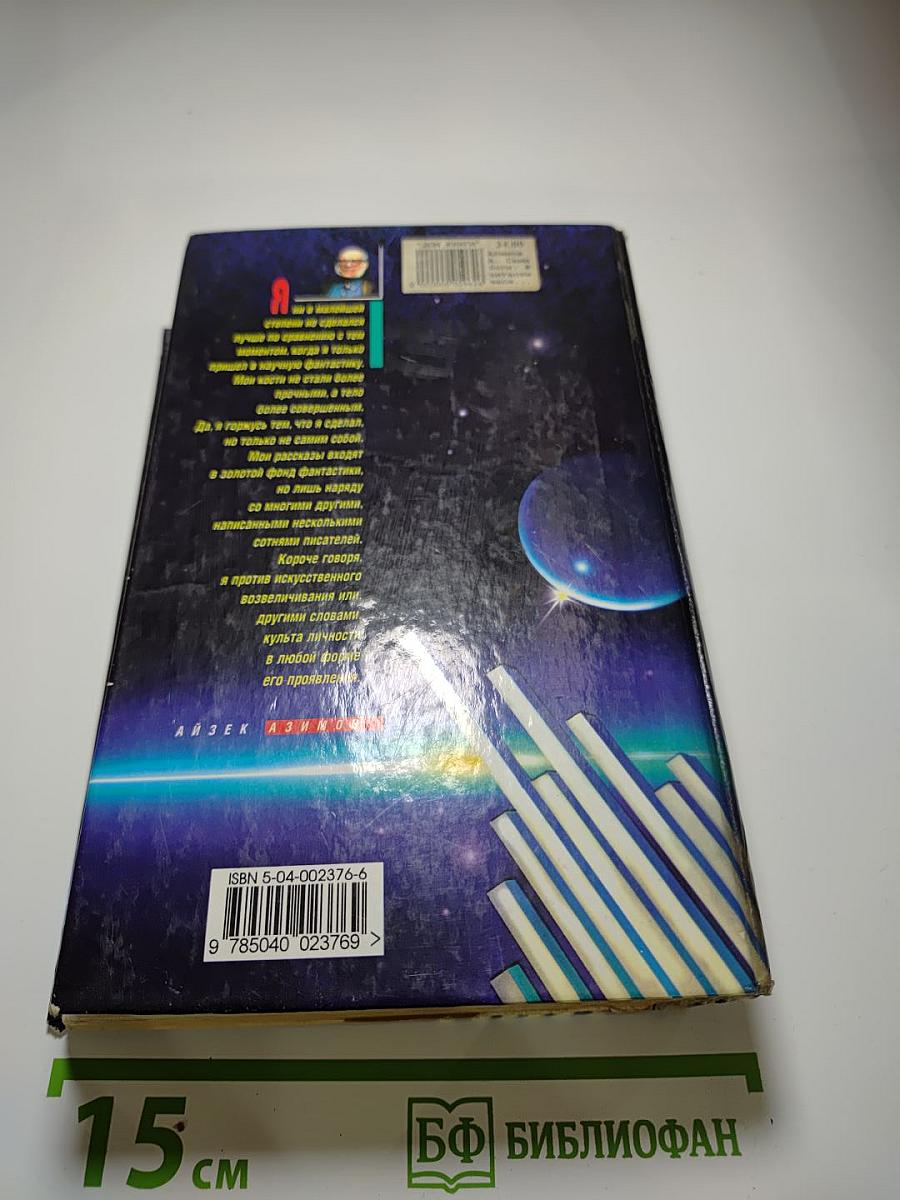 "ДОМ КНИГИ"
Я
ни в малейшей
степени не сделался
лучше по сравнению с тем
моментом, когда я только
пришел в научную фантастику.
Мои кости не стали более
прочными, а тело
более совершенным.
Да, я горжусь тем, что я сделал,
но только не самим собой.
Мои рассказы входят
в золотой фонд фантастики,
но лишь наряду
со многими другими,
написанными несколькими
сотнями писателей.
Короче говоря,
я против искусственного
возвеличивания или,
другими словами,
культа личности
в любой форме
его проявления.
АЙЗЕК АЗИМОВ
ISBN 5-04-002376-6
9 785040 023769 >
15 см
БФ БИБЛИОФАН